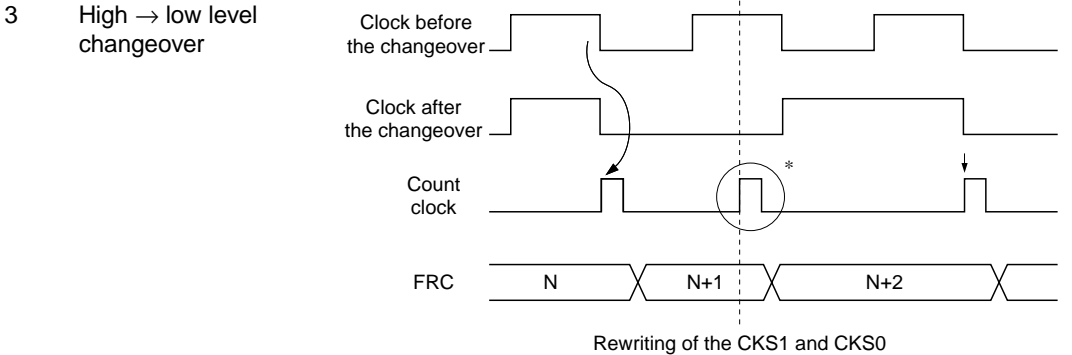 3 High → low level
changeover
Clock before
the changeover
Clock after
the changeover
Count
clock
*
FRC N N+1 N+2
Rewriting of the CKS1 and CKS0